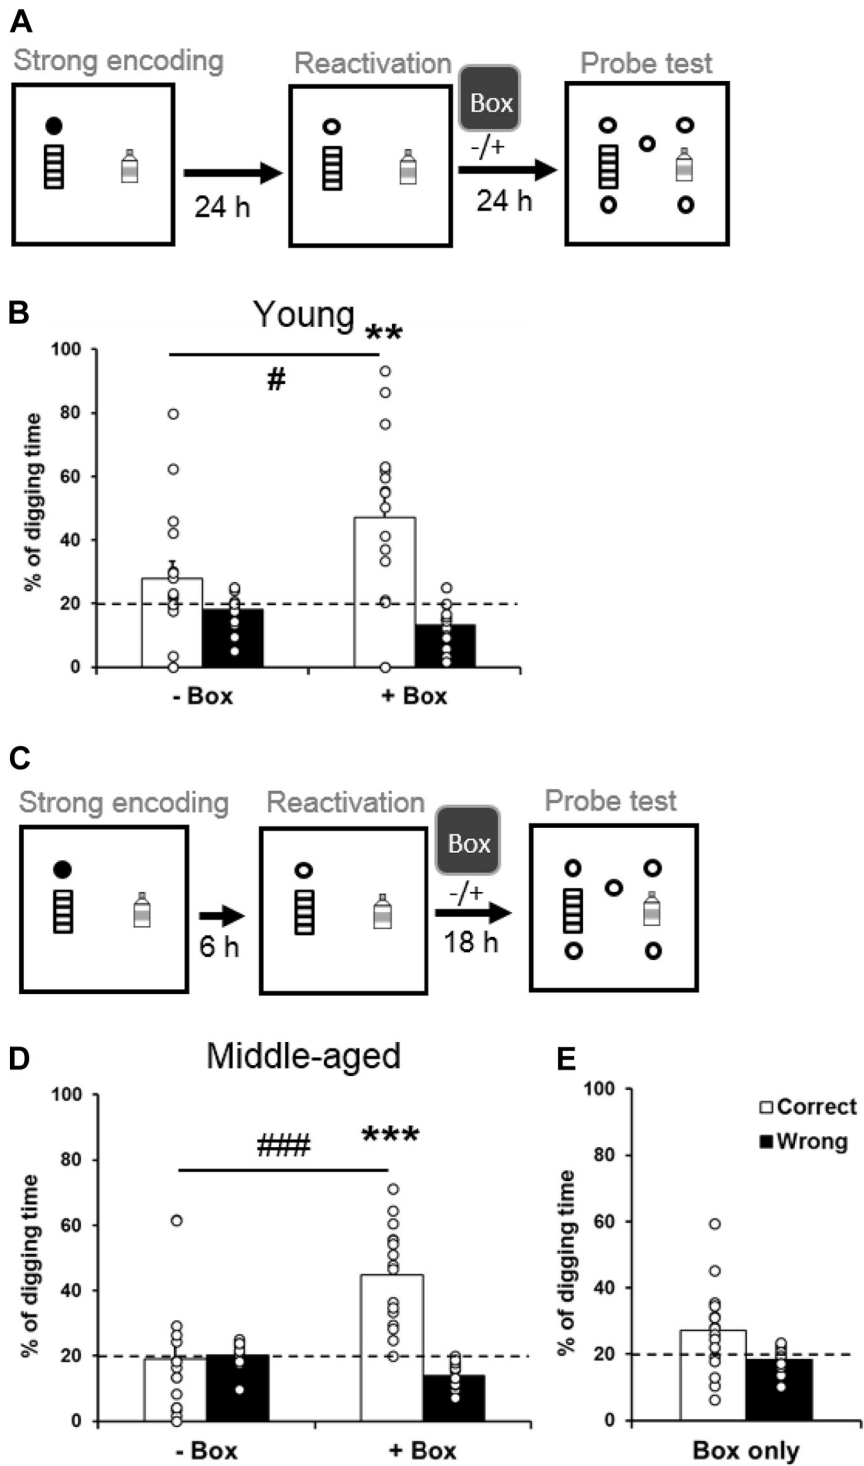 A
Strong encoding
Reactivation
Box
Probe test
-/+
24 h
24 h
B
Young
**
#
100
80
60
40
20
0
% of digging time
- Box
+ Box
C
Strong encoding
Reactivation
Box
Probe test
-/+
6 h
18 h
D
Middle-aged
###
***
100
80
60
40
20
0
% of digging time
- Box
+ Box
E
100
80
60
40
20
0
% of digging time
Correct
Wrong
Box only